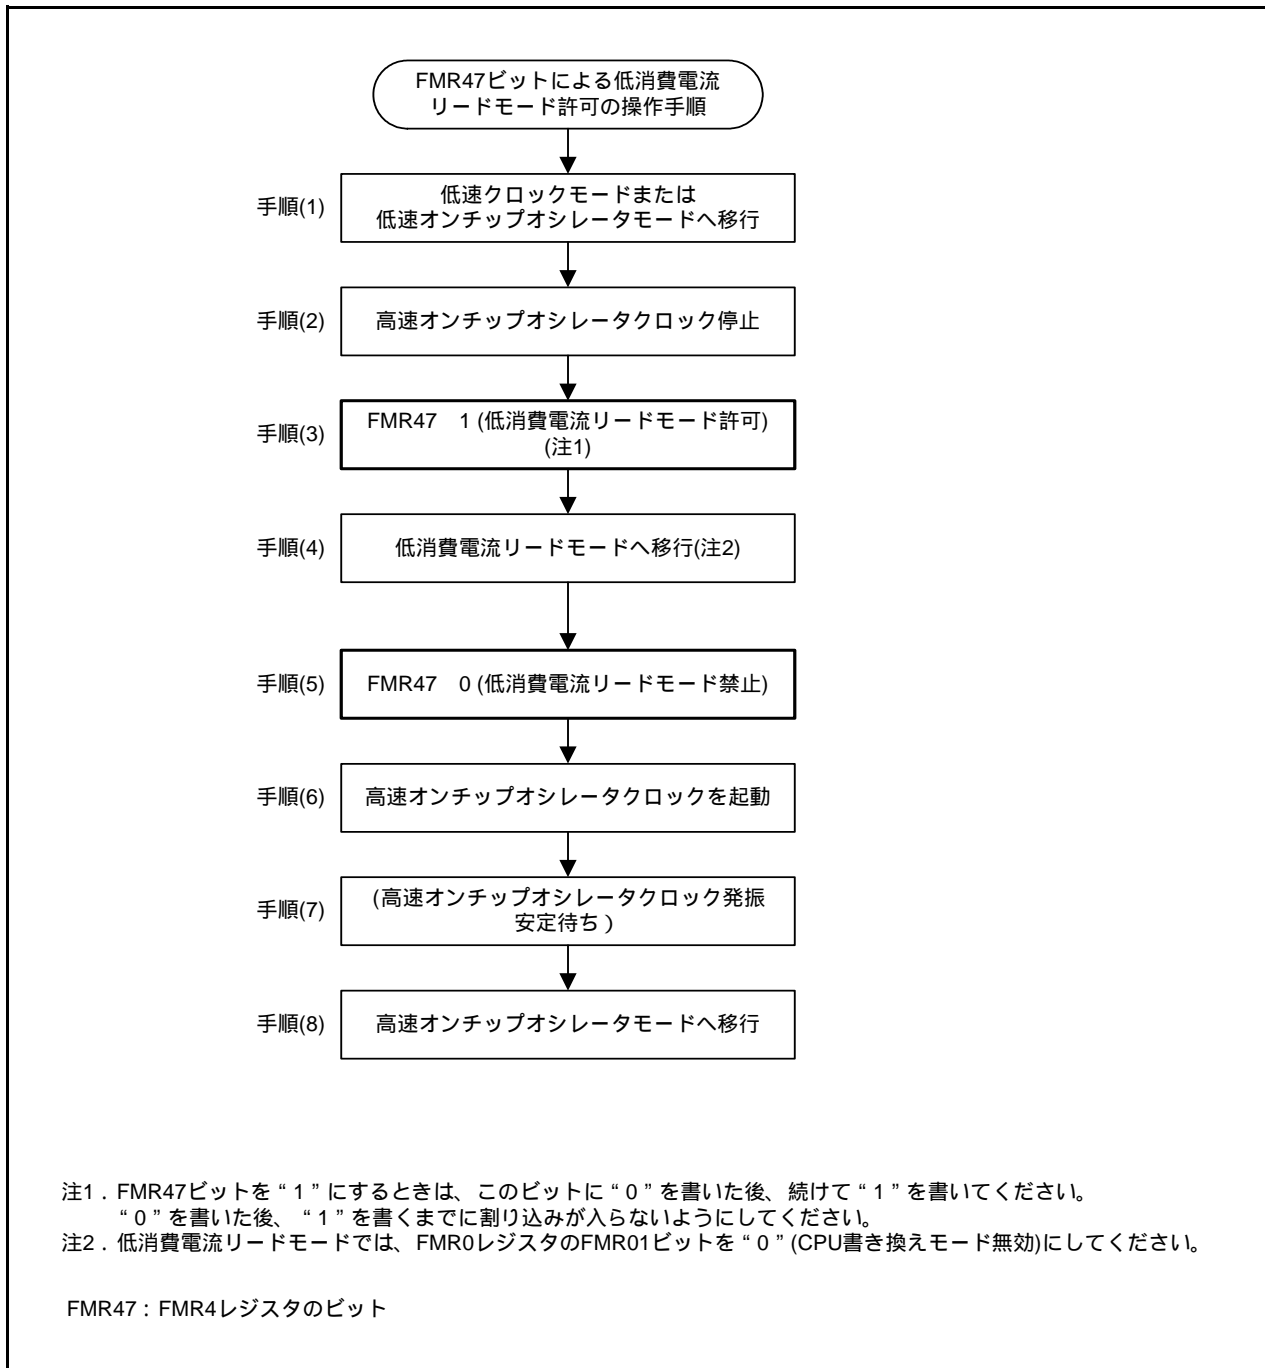 FMR47ビットによる低消費電流
リードモード許可の操作手順
手順(1)
低速クロックモードまたは
低速オンチップオシレータモードへ移行
手順(2)
高速オンチップオシレータクロック停止
手順(3)
FMR47　1 (低消費電流リードモード許可)
(注1)
手順(4)
低消費電流リードモードへ移行(注2)
手順(5)
FMR47　0 (低消費電流リードモード禁止)
手順(6)
高速オンチップオシレータクロックを起動
手順(7)
(高速オンチップオシレータクロック発振
安定待ち）
手順(8)
高速オンチップオシレータモードへ移行
注1．FMR47ビットを“1”にするときは、このビットに“0”を書いた後、続けて“1”を書いてください。
“0”を書いた後、“1”を書くまでに割り込みが入らないようにしてください。
注2．低消費電流リードモードでは、FMR0レジスタのFMR01ビットを“0”(CPU書き換えモード無効)にしてください。
FMR47：FMR4レジスタのビット